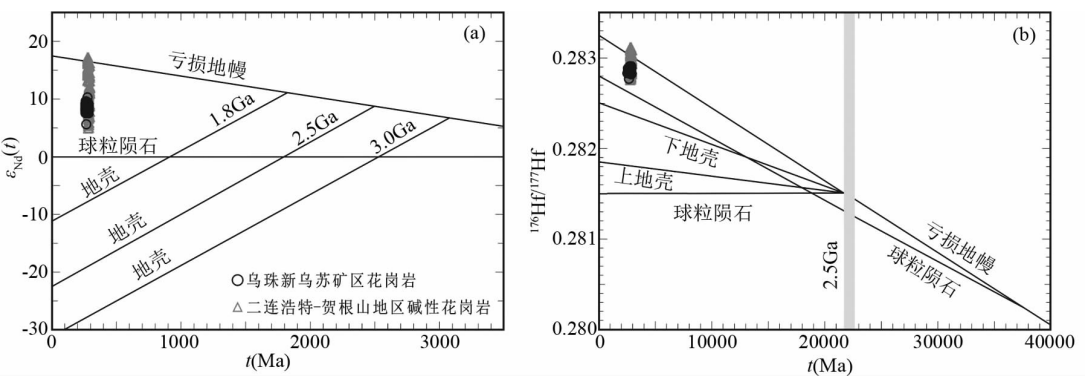 (a)
20
10
0
-10
-20
-30
ε_Nd(t)
亏损地幔
1.8Ga
2.5Ga
3.0Ga
球粒陨石
地壳
地壳
地壳
乌珠新乌苏矿区花岗岩
二连浩特-贺根山地区碱性花岗岩
0
1000
2000
3000
t(Ma)
(b)
0.283
0.282
0.281
0.280
¹⁷⁶Hf/¹⁷⁷Hf
下地壳
上地壳
球粒陨石
2.5Ga
亏损地幔
球粒陨石
0
10000
20000
30000
40000
t(Ma)